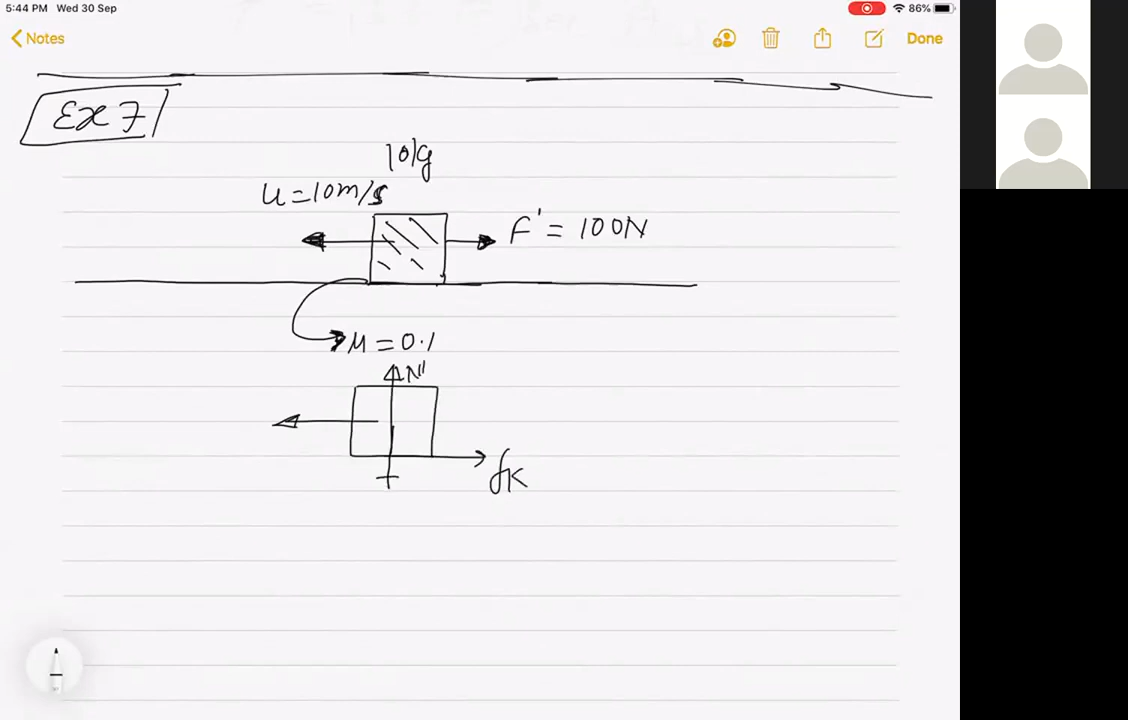 5:44 PM Wed 30 Sep
86%
Notes
Done
Ex 7
10kg
u=10m/s
F' = 100N
μ = 0.1
N
fK